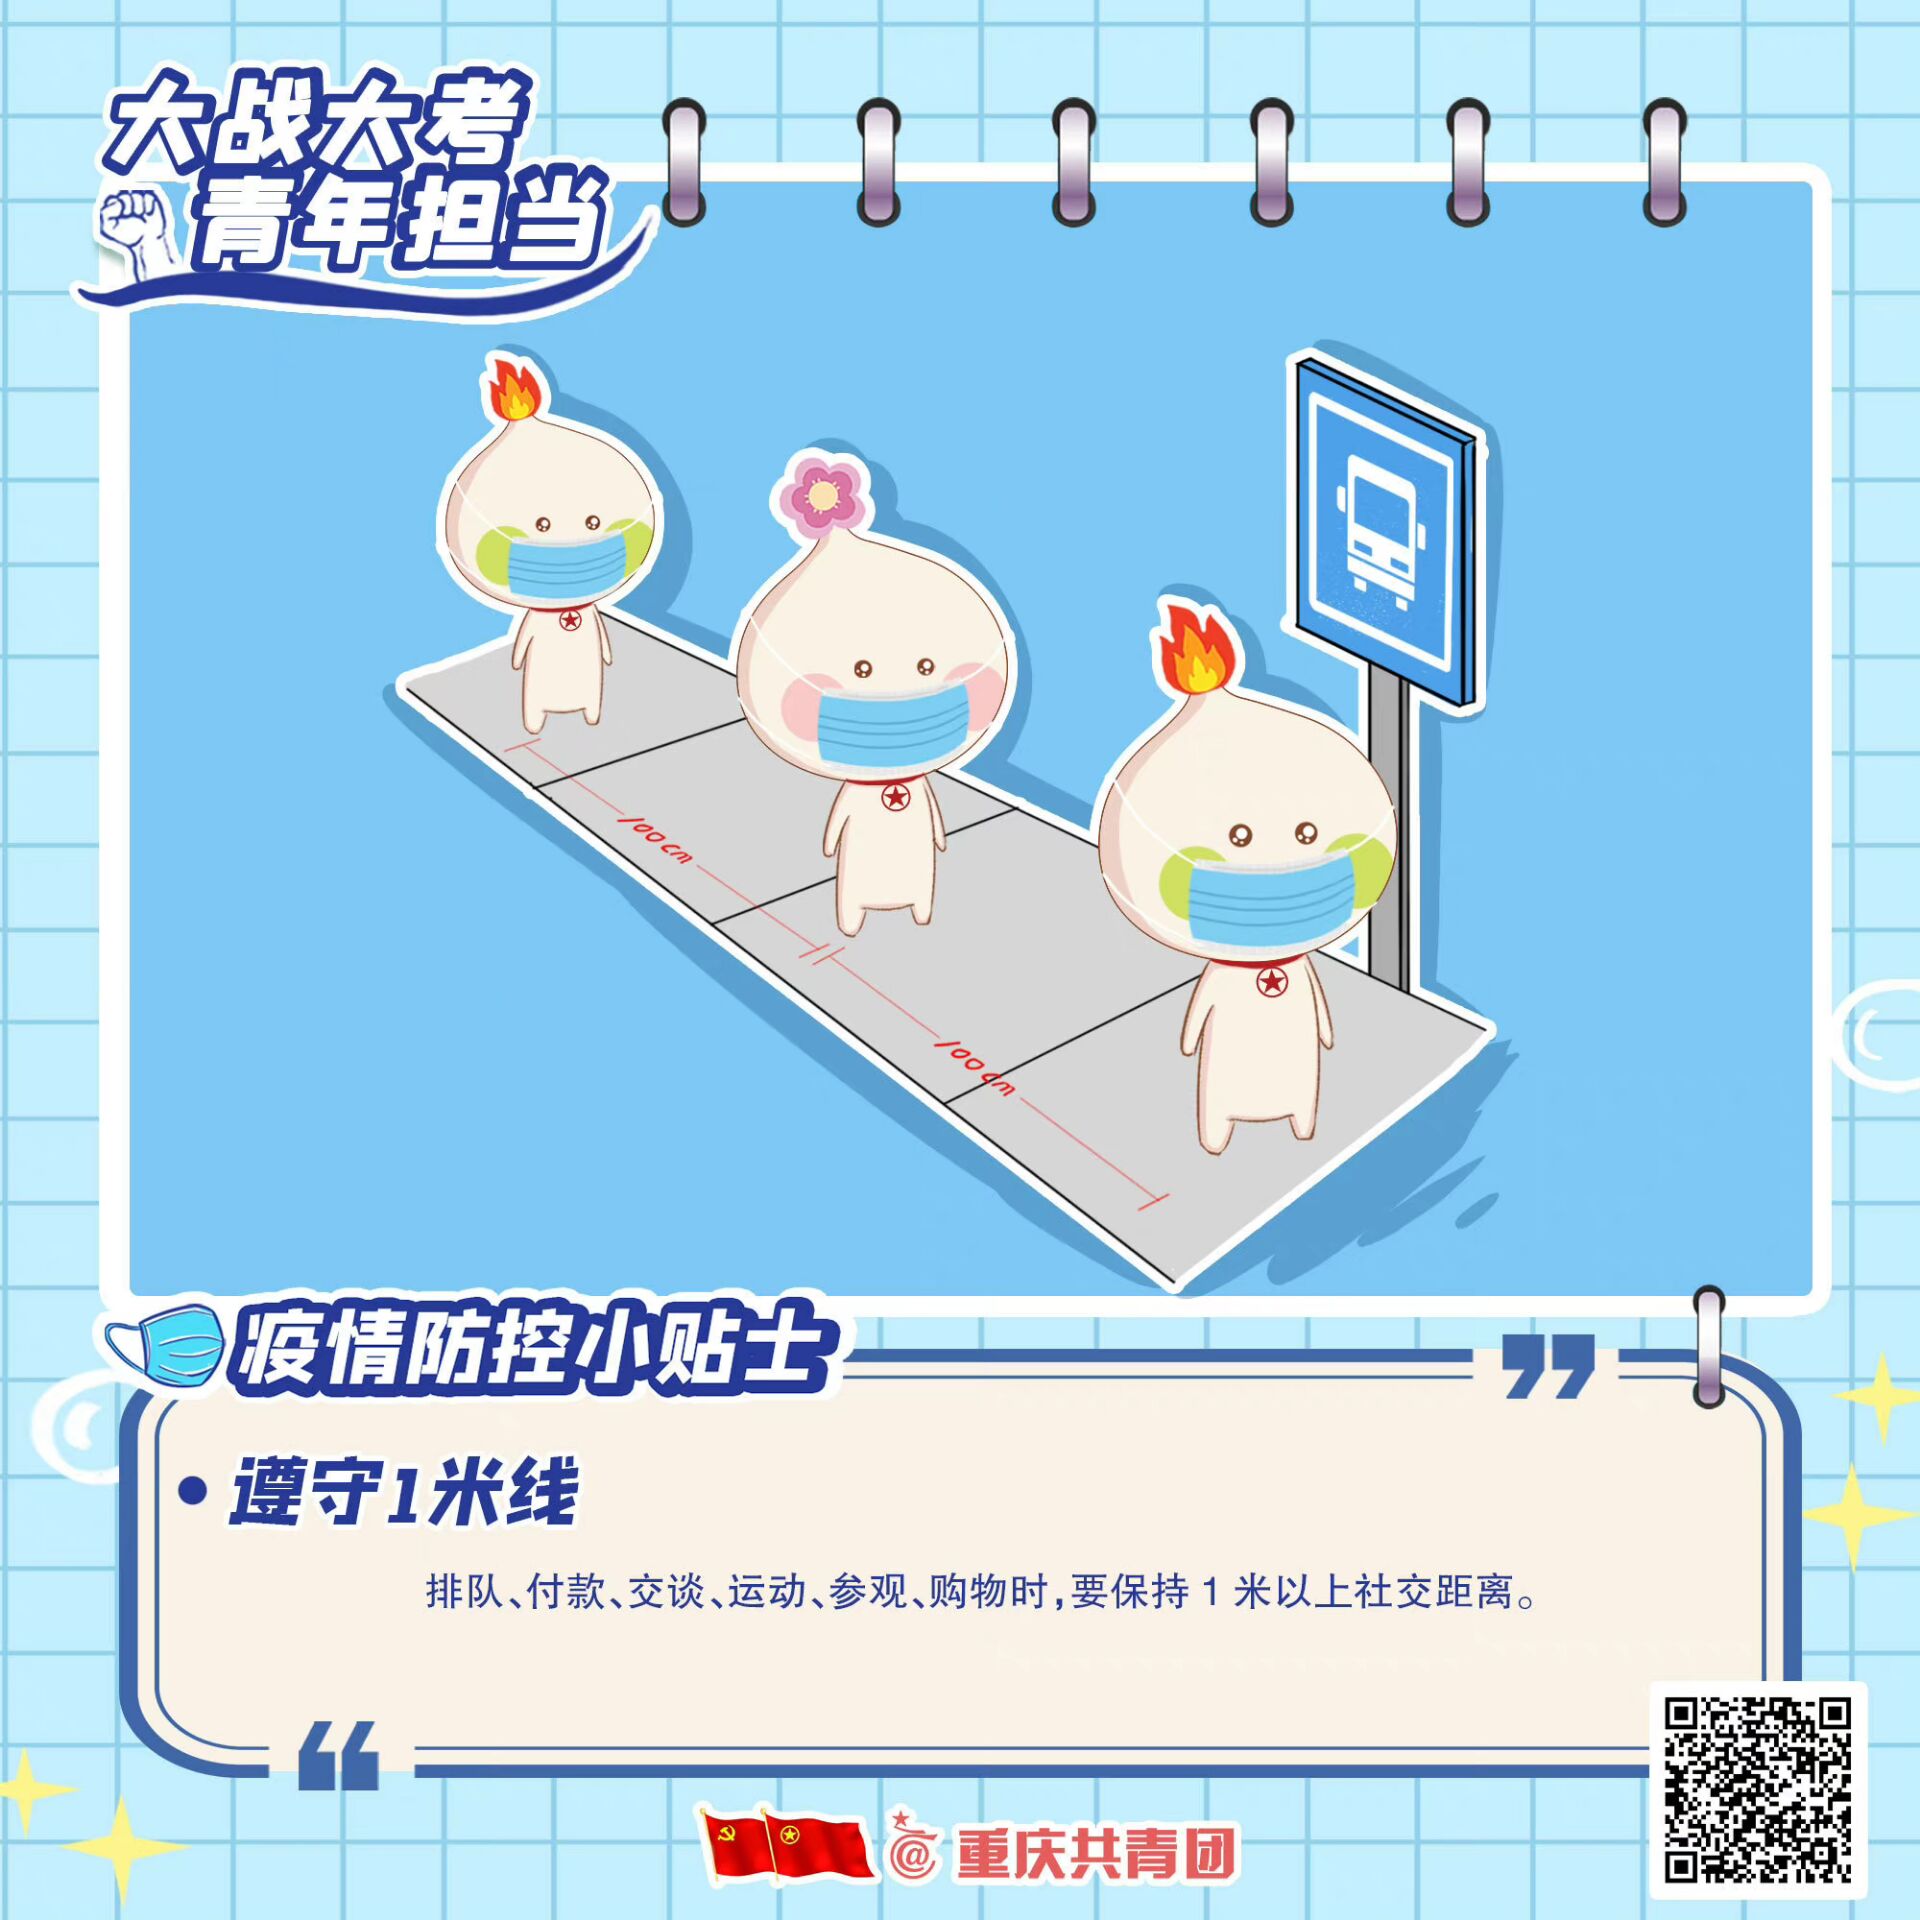 大战大考
青年担当
100cm
100cm
疫情防控小贴士
遵守1米线
排队、付款、交谈、运动、参观、购物时,要保持1米以上社交距离。
@重庆共青团